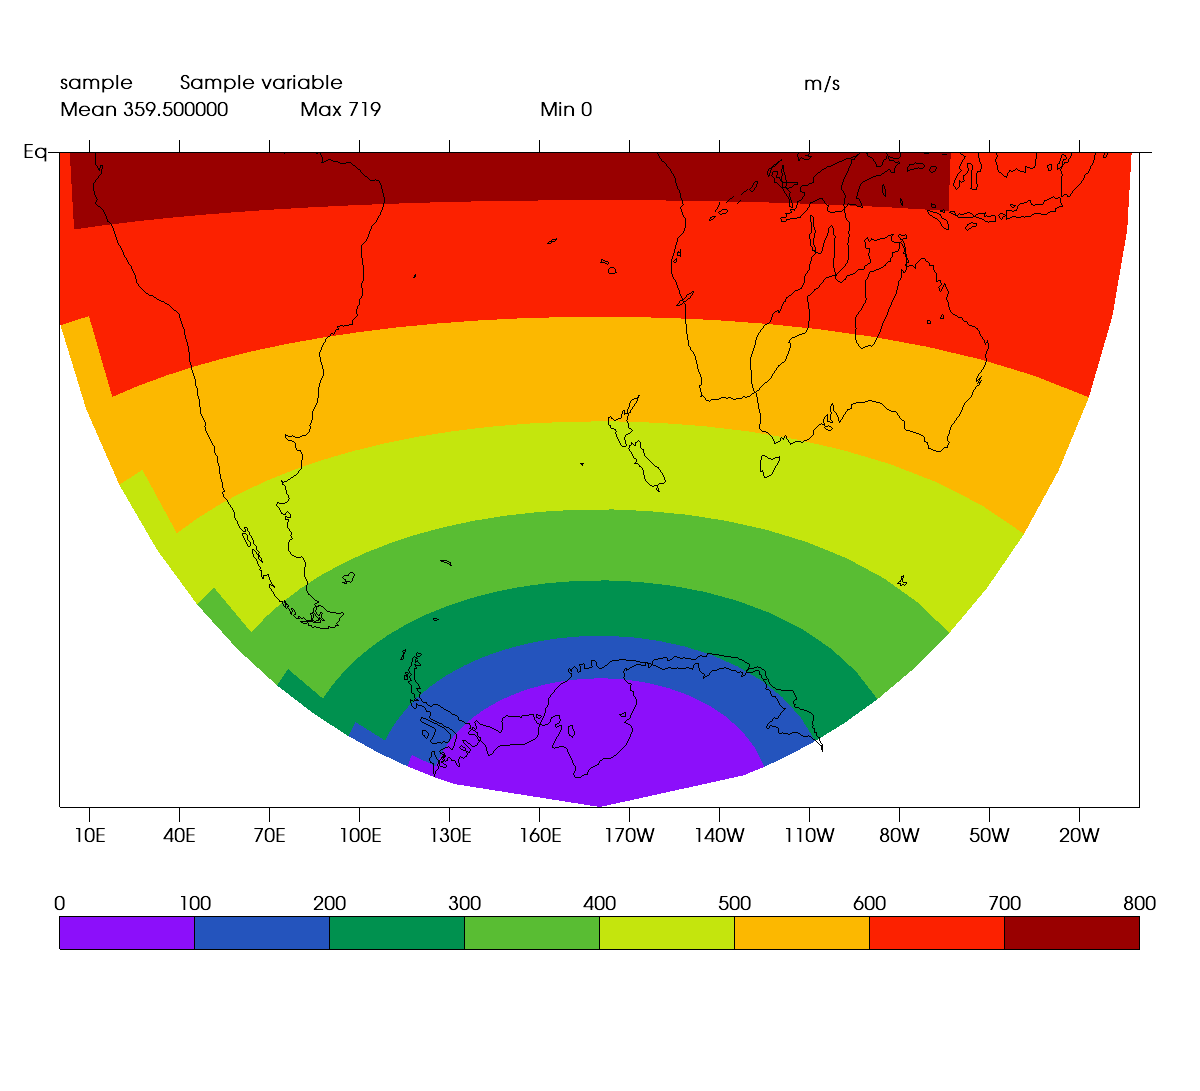 sample Sample variable m/s
Mean 359.500000 Max 719 Min 0
Eq
10E 40E 70E 100E 130E 160E 170W 140W 110W 80W 50W 20W
0 100 200 300 400 500 600 700 800